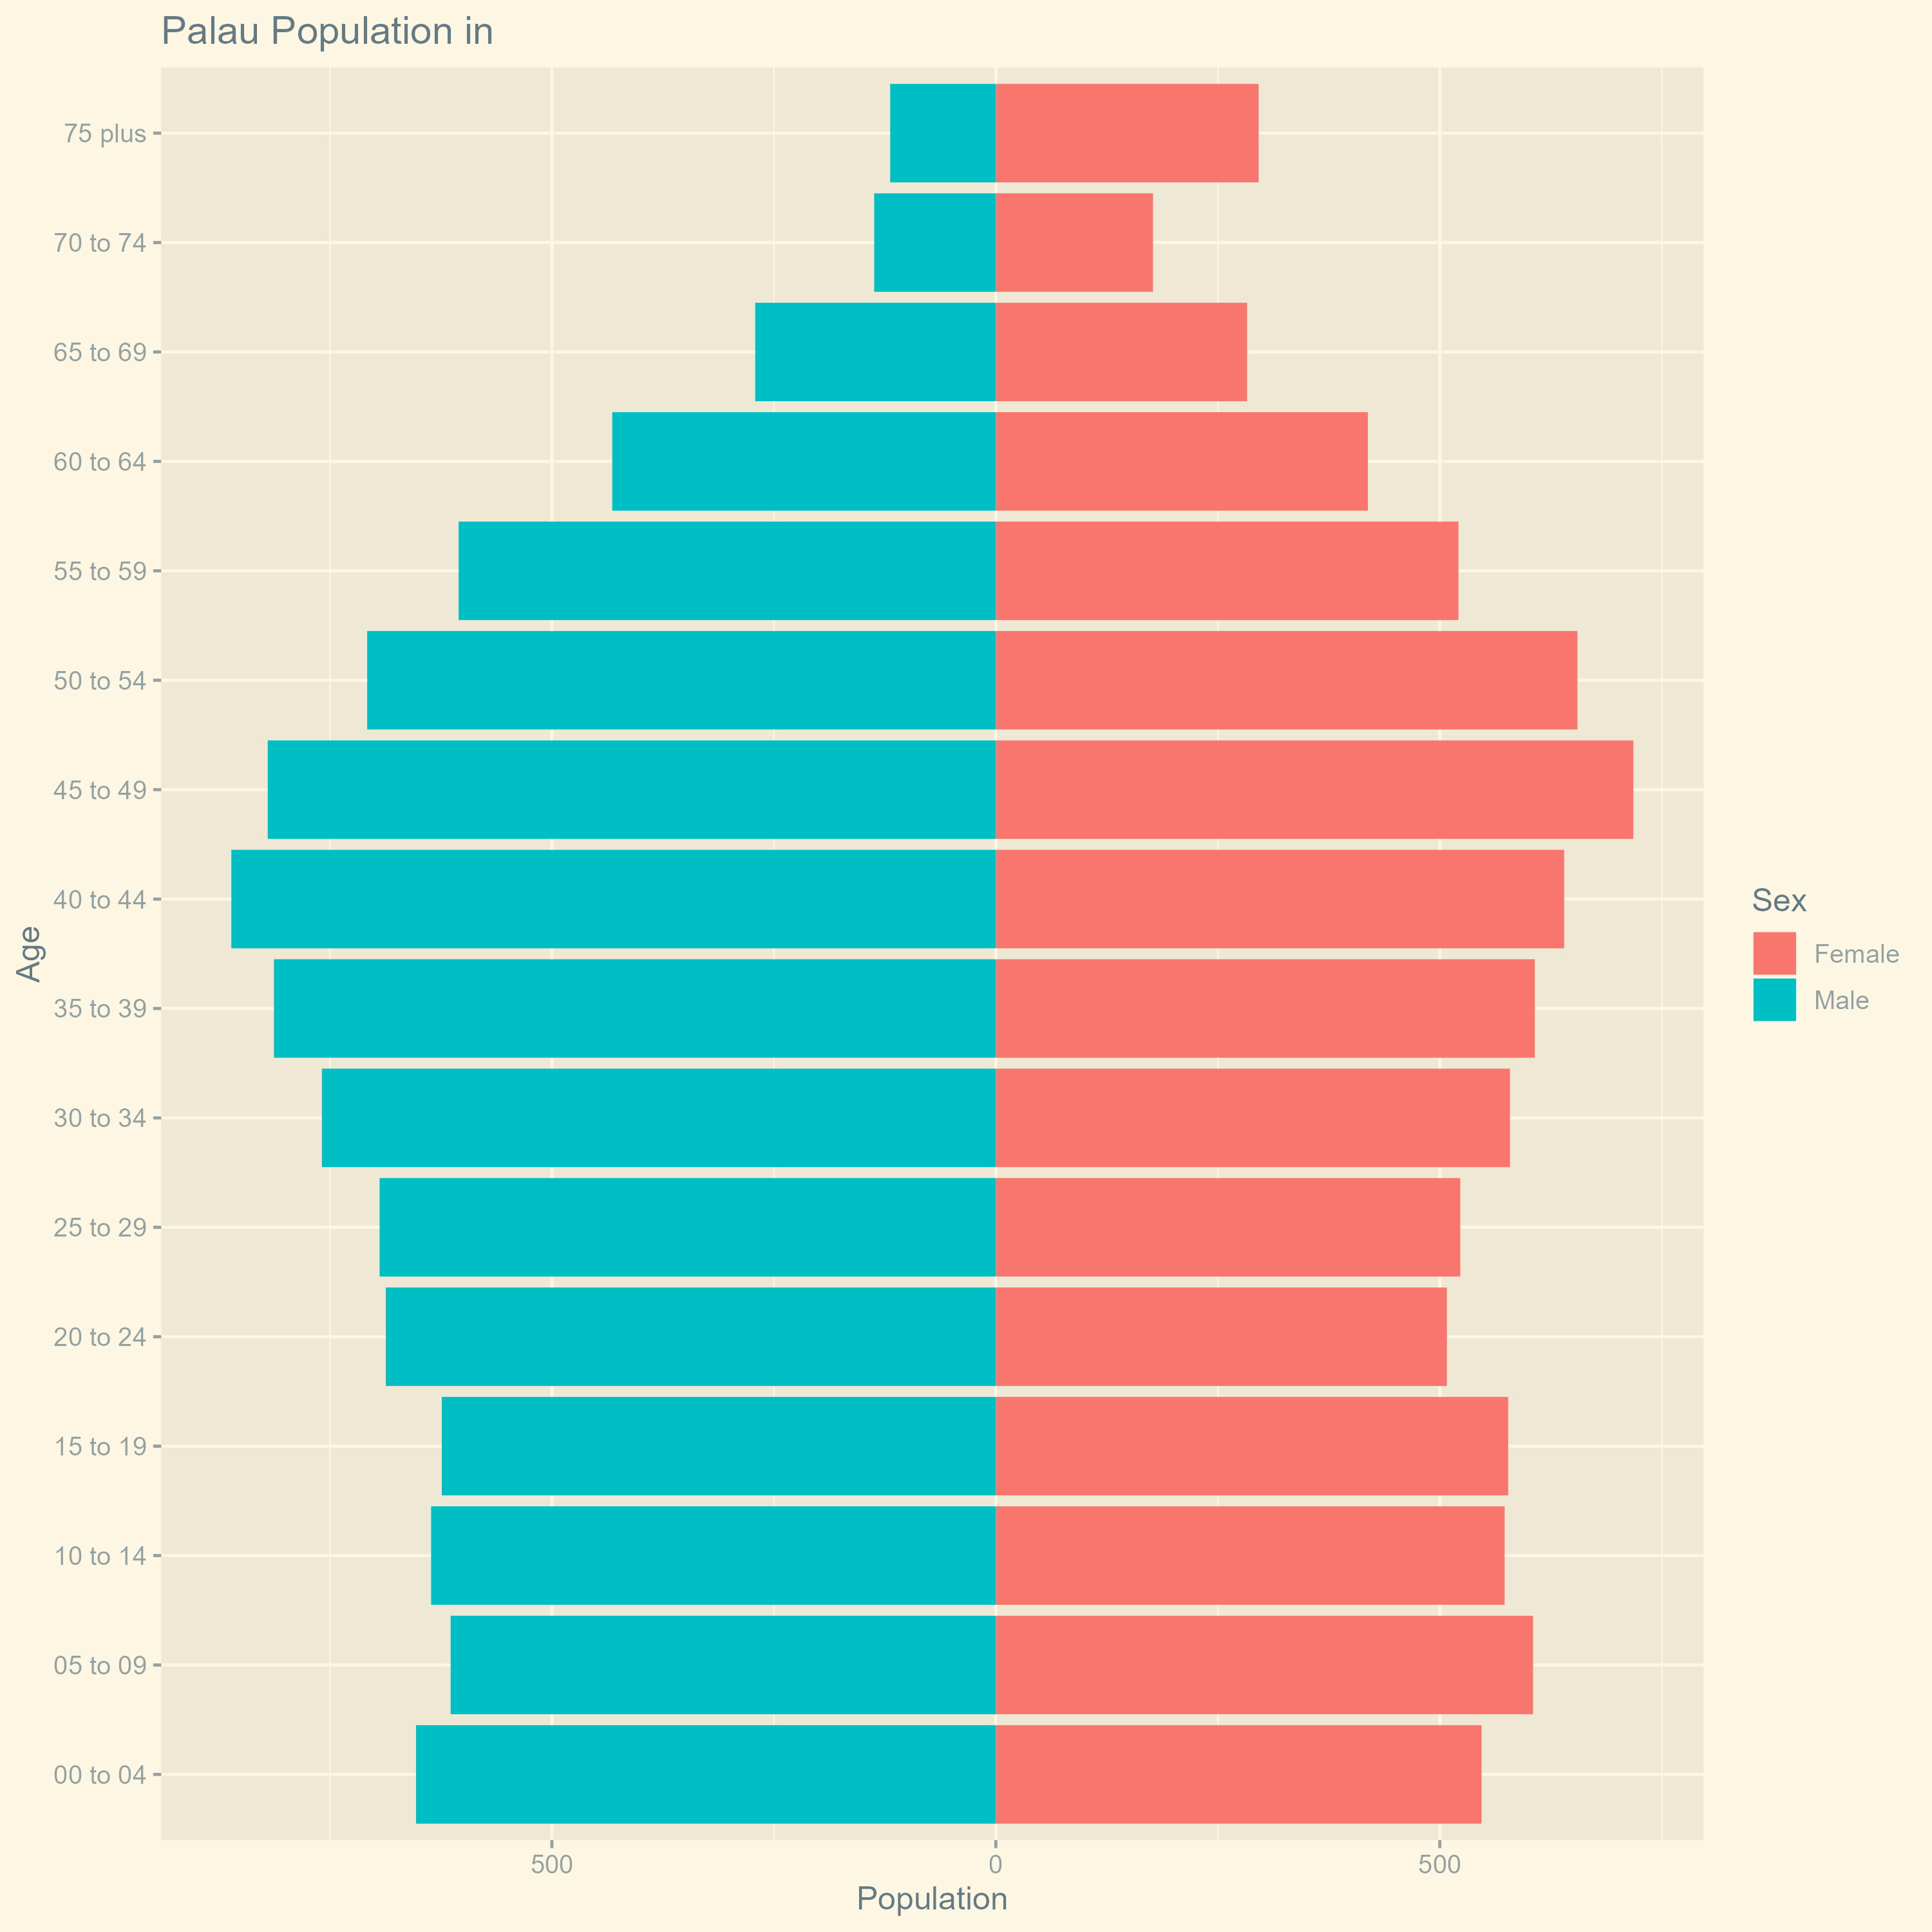 Palau Population in
75 plus
70 to 74
65 to 69
60 to 64
55 to 59
50 to 54
45 to 49
40 to 44
35 to 39
30 to 34
25 to 29
20 to 24
15 to 19
10 to 14
05 to 09
00 to 04
Age
500 0 500
Population
Sex
Female
Male